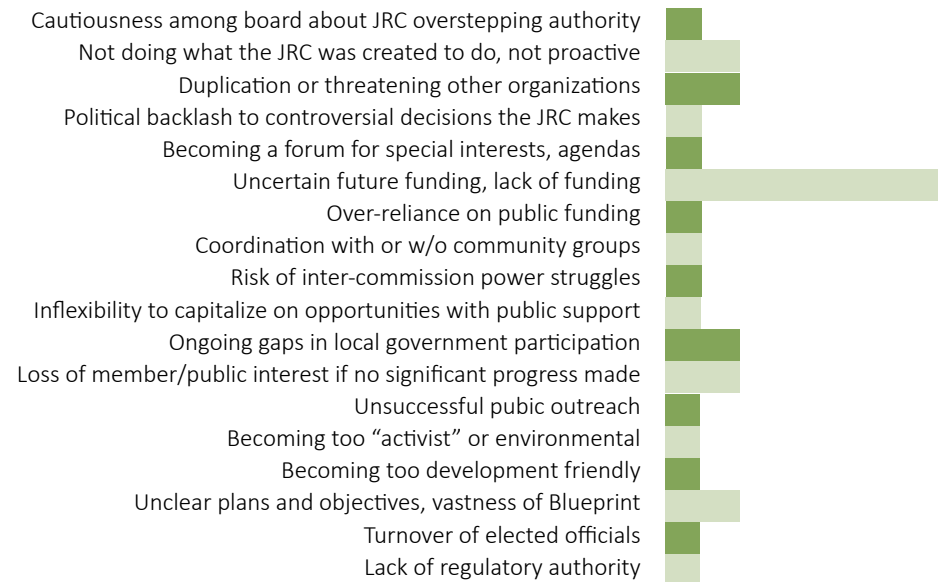 Cautiousness among board about JRC overstepping authority
Not doing what the JRC was created to do, not proactive
Duplication or threatening other organizations
Political backlash to controversial decisions the JRC makes
Becoming a forum for special interests, agendas
Uncertain future funding, lack of funding
Over-reliance on public funding
Coordination with or w/o community groups
Risk of inter-commission power struggles
Inflexibility to capitalize on opportunities with public support
Ongoing gaps in local government participation
Loss of member/public interest if no significant progress made
Unsuccessful pubic outreach
Becoming too “activist” or environmental
Becoming too development friendly
Unclear plans and objectives, vastness of Blueprint
Turnover of elected officials
Lack of regulatory authority